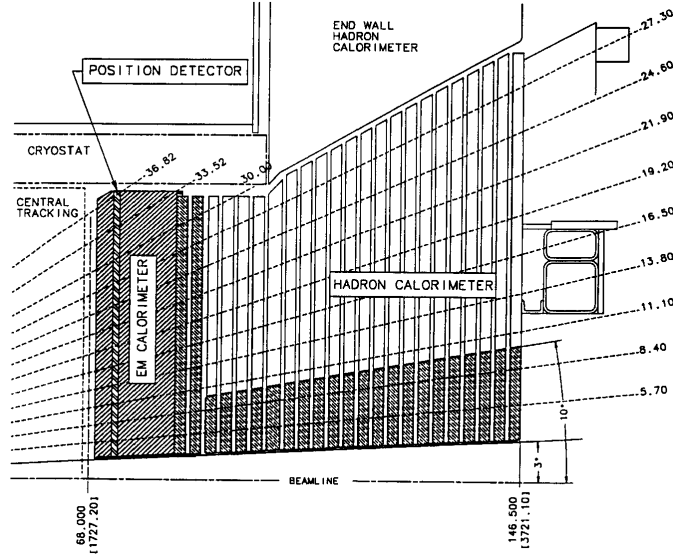 END WALL
HADRON
CALORIMETER
27.30
POSITION DETECTOR
24.60
21.90
CRYOSTAT
36.82
33.52
30.00
19.20
CENTRAL
TRACKING
16.50
EM CALORIMETER
13.80
HADRON CALORIMETER
11.10
8.40
5.70
10°
3°
BEAMLINE
68.000
[1727.20]
146.500
[3721.10]